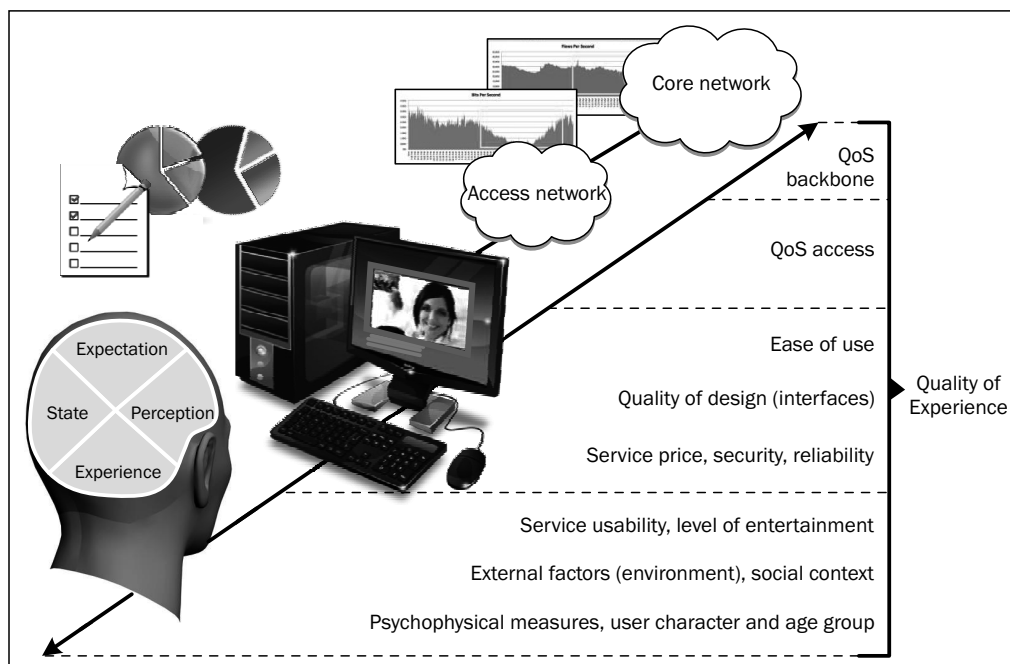 Flows Per Second
Core network
Bits Per Second
Access network
QoS
backbone
QoS access
Expectation
State
Perception
Experience
Ease of use
Quality of design (interfaces)
Quality of
Experience
Service price, security, reliability
Service usability, level of entertainment
External factors (environment), social context
Psychophysical measures, user character and age group